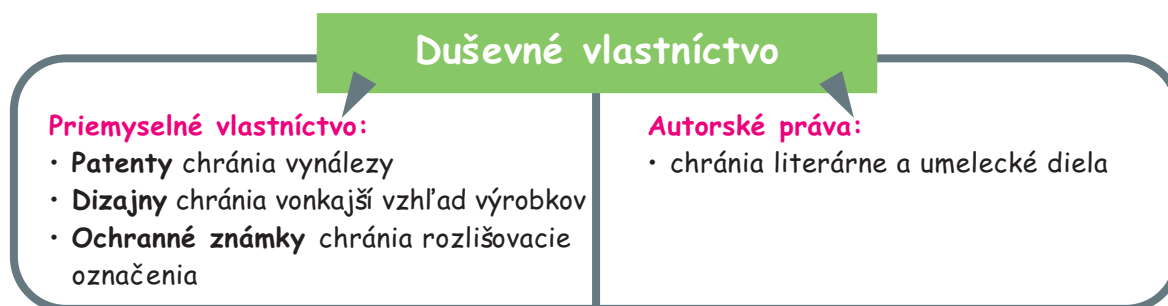 Duševné vlastníctvo
Priemyselné vlastníctvo:
• Patenty chránia vynálezy
• Dizajny chránia vonkajší vzhľad výrobkov
• Ochranné známky chránia rozlišovacie
označenia
Autorské práva:
• chránia literárne a umelecké diela